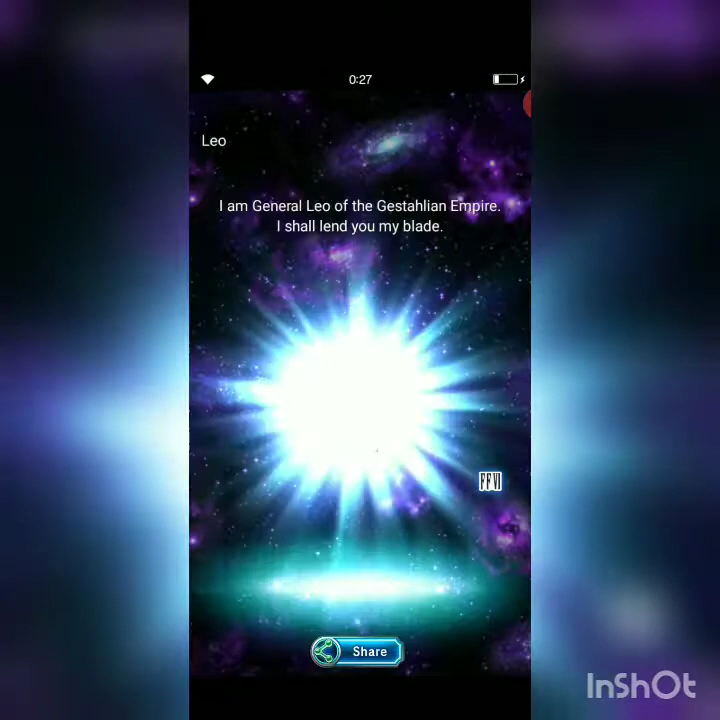 0:27
Leo
I am General Leo of the Gestahlian Empire.
I shall lend you my blade.
FFVI
Share
InShOt